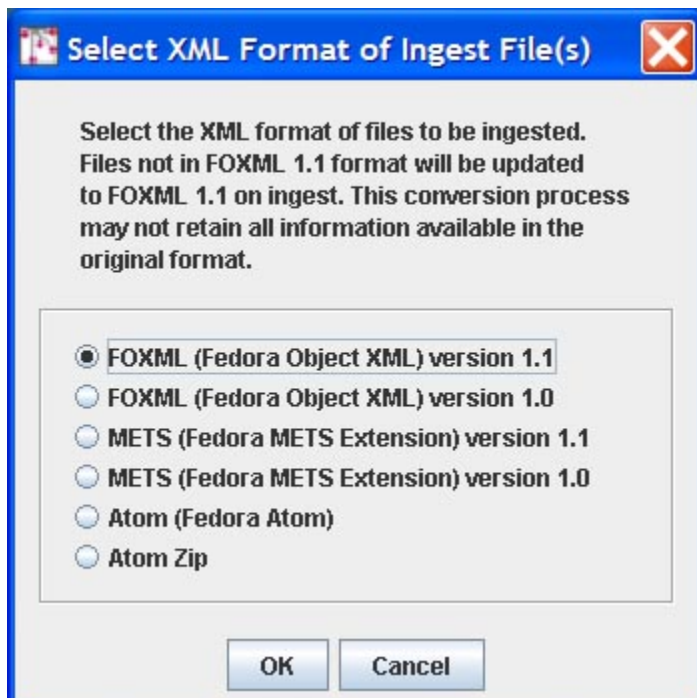 Select XML Format of Ingest File(s)
Select the XML format of files to be ingested.
Files not in FOXML 1.1 format will be updated
to FOXML 1.1 on ingest. This conversion process
may not retain all information available in the
original format.
FOXML (Fedora Object XML) version 1.1
FOXML (Fedora Object XML) version 1.0
METS (Fedora METS Extension) version 1.1
METS (Fedora METS Extension) version 1.0
Atom (Fedora Atom)
Atom Zip
OK Cancel